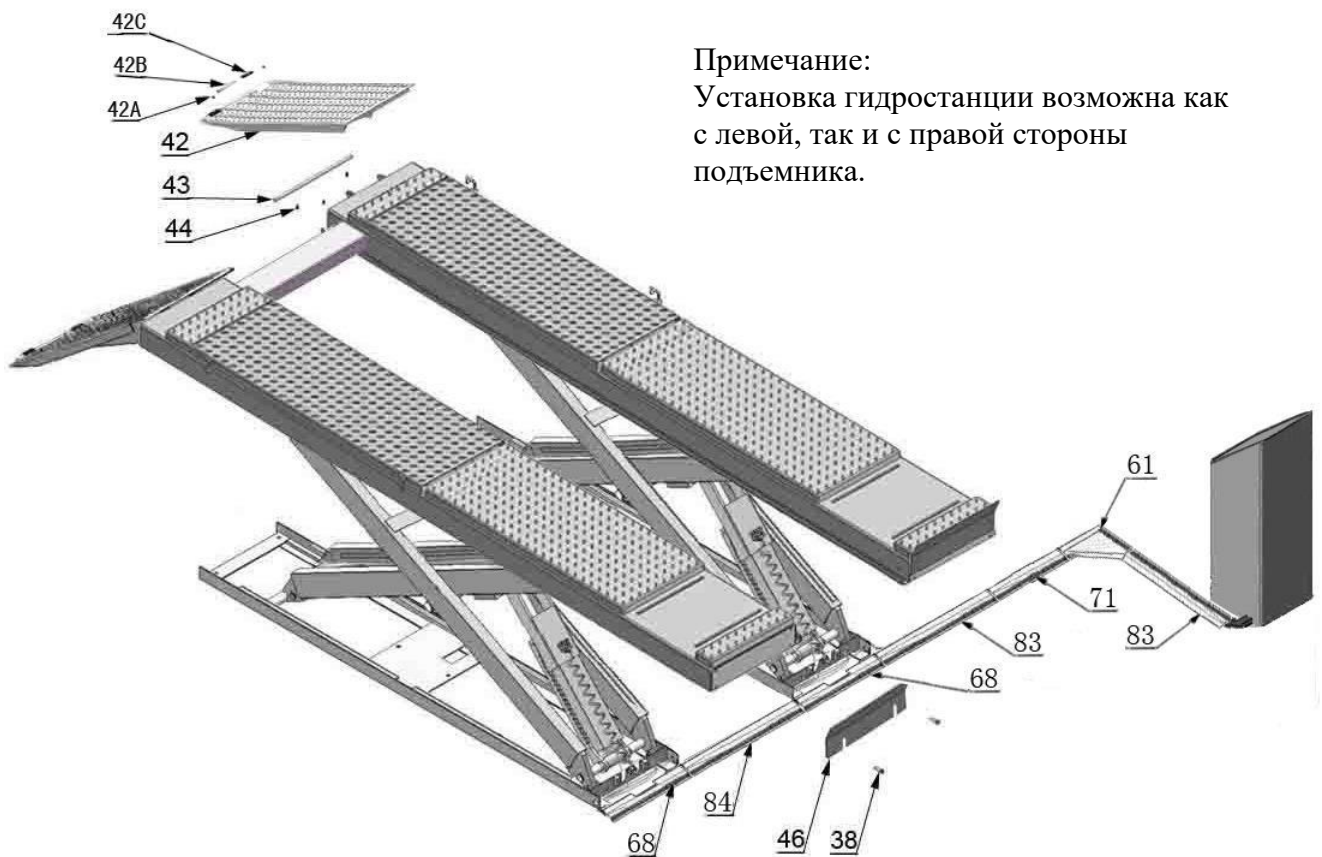 42C
42B
42A
42
43
44
Примечание:
Установка гидростанции возможна как
с левой, так и с правой стороны
подъемника.
61
71
83
83
68
84
46
38
68